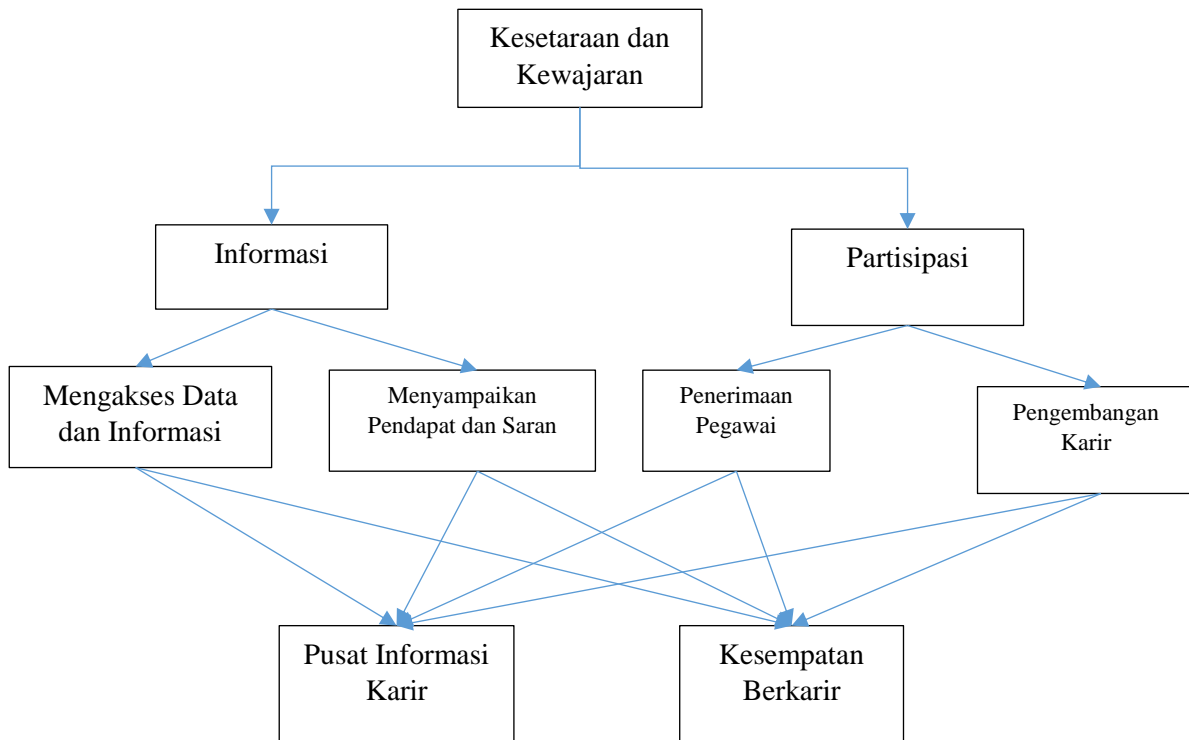 Kesetaraan dan
Kewajaran
Informasi
Partisipasi
Mengakses Data
dan Informasi
Menyampaikan
Pendapat dan Saran
Penerimaan
Pegawai
Pengembangan
Karir
Pusat Informasi
Karir
Kesempatan
Berkarir